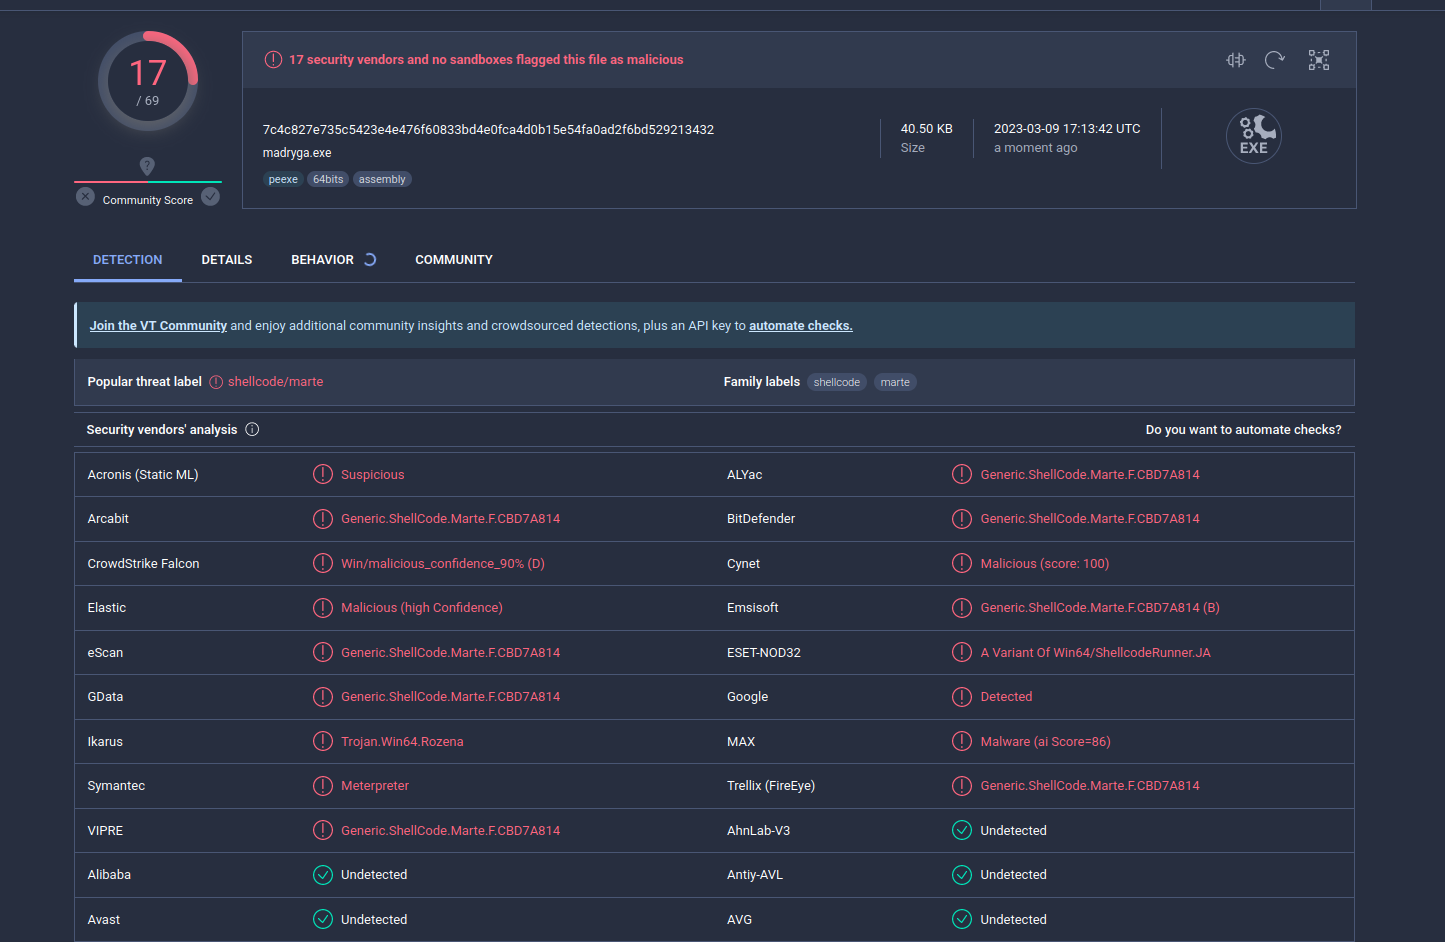 17
/ 69
Community Score
17 security vendors and no sandboxes flagged this file as malicious
7c4c827e735c5423e4e476f60833bd4e0fca4d0b15e54fa0ad2f6bd529213432
madryga.exe
peexe 64bits assembly
40.50 KB
Size
2023-03-09 17:13:42 UTC
a moment ago
EXE
DETECTION DETAILS BEHAVIOR COMMUNITY
Join the VT Community and enjoy additional community insights and crowdsourced detections, plus an API key to automate checks.
Popular threat label shellcode/marte Family labels shellcode marte
Security vendors' analysis Do you want to automate checks?
Acronis (Static ML) Suspicious ALYac Generic.ShellCode.Marte.F.CBD7A814
Arcabit Generic.ShellCode.Marte.F.CBD7A814 BitDefender Generic.ShellCode.Marte.F.CBD7A814
CrowdStrike Falcon Win/malicious_confidence_90% (D) Cynet Malicious (score: 100)
Elastic Malicious (high Confidence) Emsisoft Generic.ShellCode.Marte.F.CBD7A814 (B)
eScan Generic.ShellCode.Marte.F.CBD7A814 ESET-NOD32 A Variant Of Win64/ShellcodeRunner.JA
GData Generic.ShellCode.Marte.F.CBD7A814 Google Detected
Ikarus Trojan.Win64.Rozena MAX Malware (ai Score=86)
Symantec Meterpreter Trellix (FireEye) Generic.ShellCode.Marte.F.CBD7A814
VIPRE Generic.ShellCode.Marte.F.CBD7A814 AhnLab-V3 Undetected
Alibaba Undetected Antiy-AVL Undetected
Avast Undetected AVG Undetected